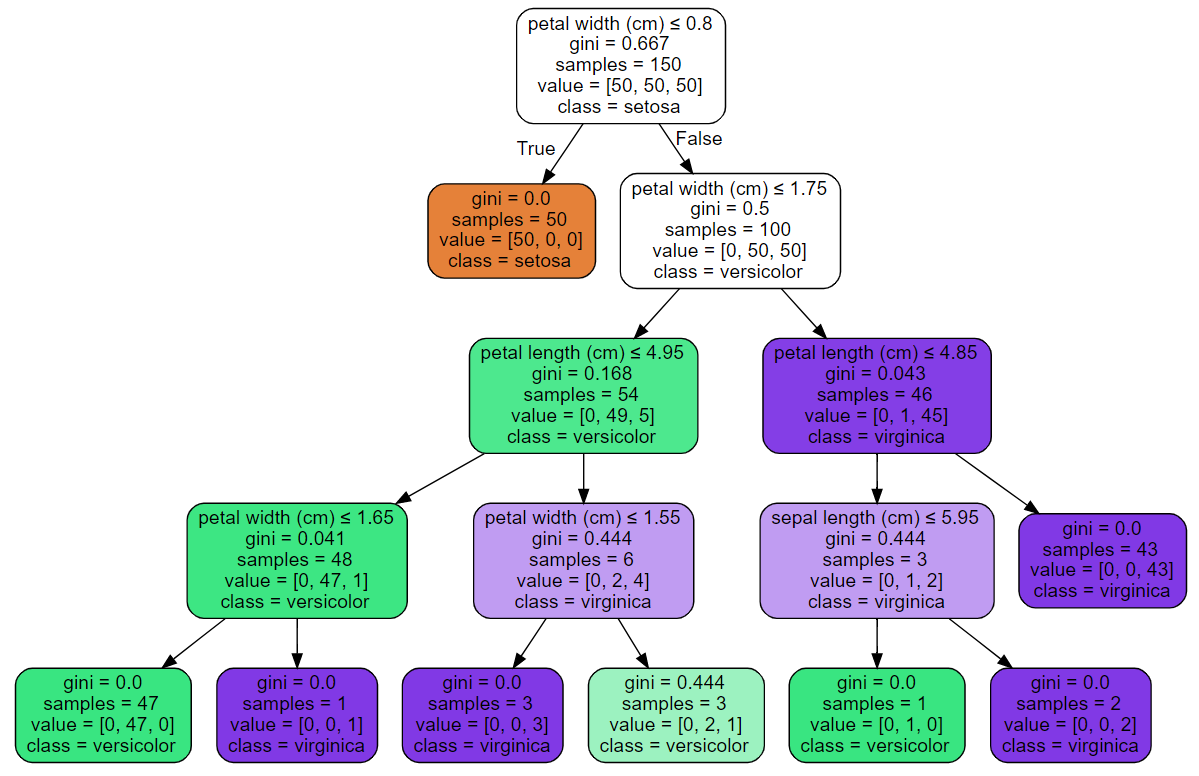 petal width (cm) ≤ 0.8
gini = 0.667
samples = 150
value = [50, 50, 50]
class = setosa
True
False
gini = 0.0
samples = 50
value = [50, 0, 0]
class = setosa
petal width (cm) ≤ 1.75
gini = 0.5
samples = 100
value = [0, 50, 50]
class = versicolor
petal length (cm) ≤ 4.95
gini = 0.168
samples = 54
value = [0, 49, 5]
class = versicolor
petal length (cm) ≤ 4.85
gini = 0.043
samples = 46
value = [0, 1, 45]
class = virginica
petal width (cm) ≤ 1.65
gini = 0.041
samples = 48
value = [0, 47, 1]
class = versicolor
petal width (cm) ≤ 1.55
gini = 0.444
samples = 6
value = [0, 2, 4]
class = virginica
sepal length (cm) ≤ 5.95
gini = 0.444
samples = 3
value = [0, 1, 2]
class = virginica
gini = 0.0
samples = 43
value = [0, 0, 43]
class = virginica
gini = 0.0
samples = 47
value = [0, 47, 0]
class = versicolor
gini = 0.0
samples = 1
value = [0, 0, 1]
class = virginica
gini = 0.0
samples = 3
value = [0, 0, 3]
class = virginica
gini = 0.444
samples = 3
value = [0, 2, 1]
class = versicolor
gini = 0.0
samples = 1
value = [0, 1, 0]
class = versicolor
gini = 0.0
samples = 2
value = [0, 0, 2]
class = virginica